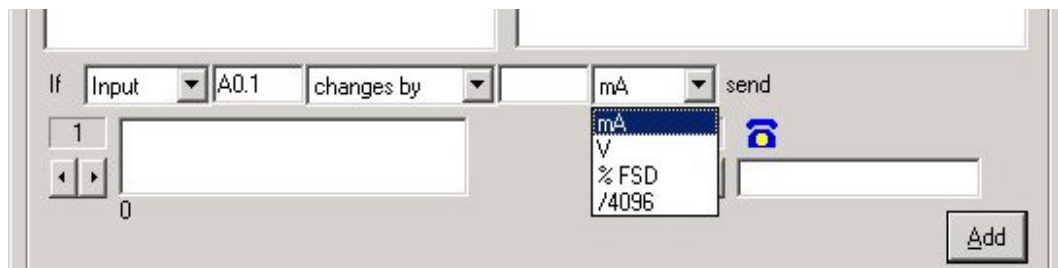 If Input A0.1 changes by mA send
1 mA
V
% FSD
/4096
0
Add